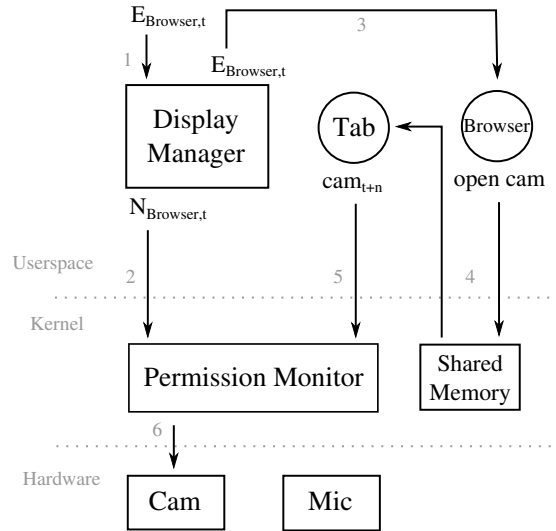 E_Browser,t
3
1
E_Browser,t
Display
Manager
Tab
Browser
cam_t+n
open cam
N_Browser,t
Userspace
2
5
4
Kernel
Permission Monitor
Shared
Memory
6
Hardware
Cam
Mic